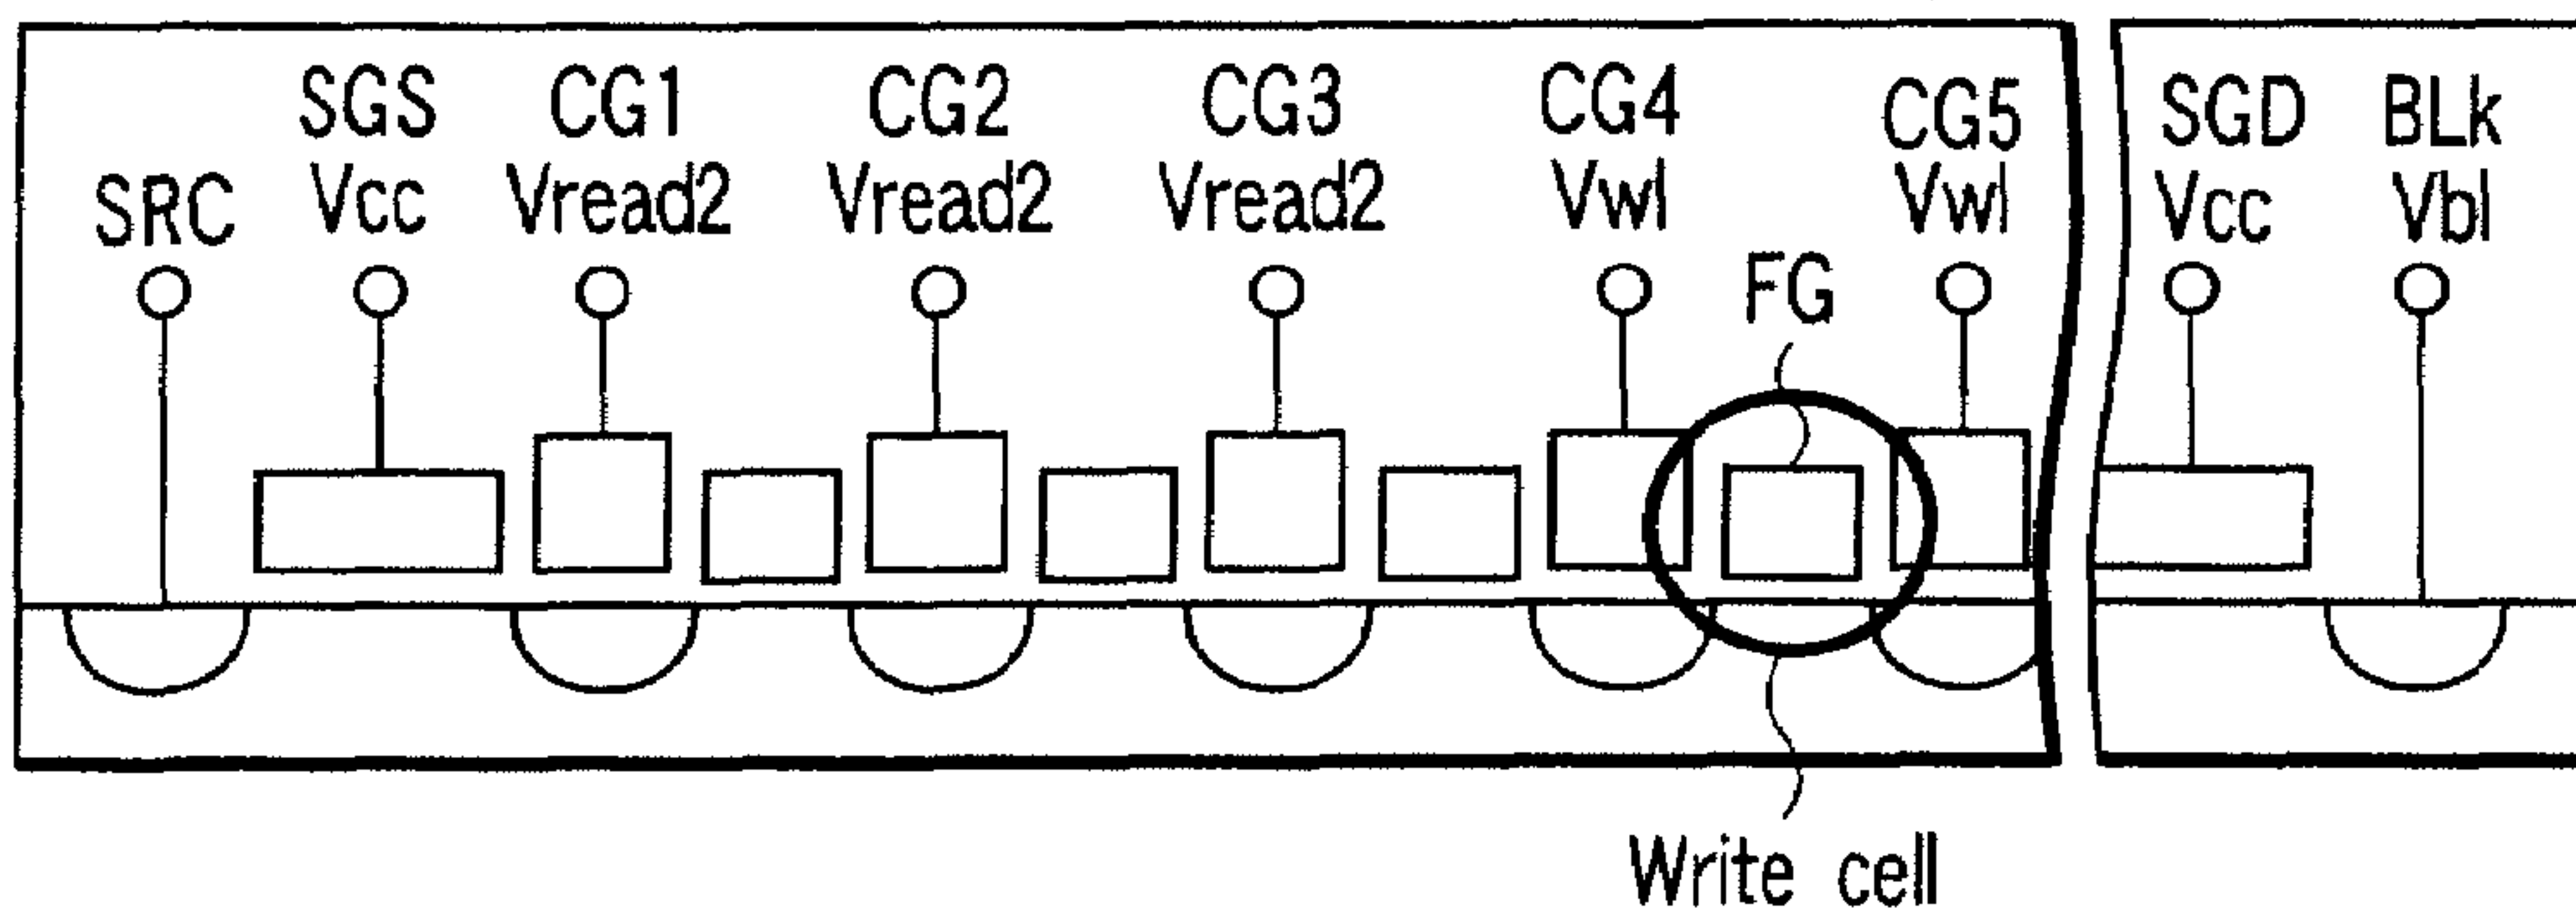 SRC
SGS
Vcc
CG1
Vread2
CG2
Vread2
CG3
Vread2
CG4
Vwl
FG
CG5
Vwl
SGD
Vcc
BLk
Vbl
Write cell